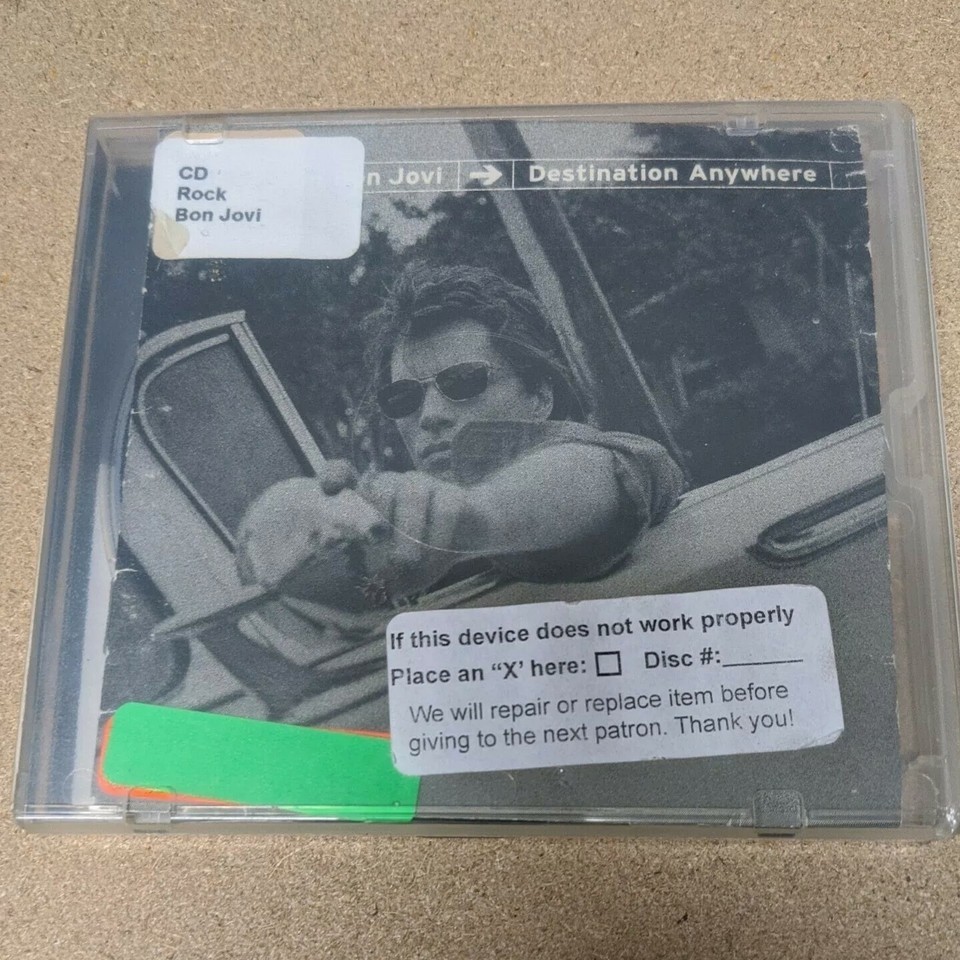 CD
Rock
Bon Jovi
n Jovi → Destination Anywhere
If this device does not work properly
Place an “X’ here: □ Disc #:______
We will repair or replace item before
giving to the next patron. Thank you!